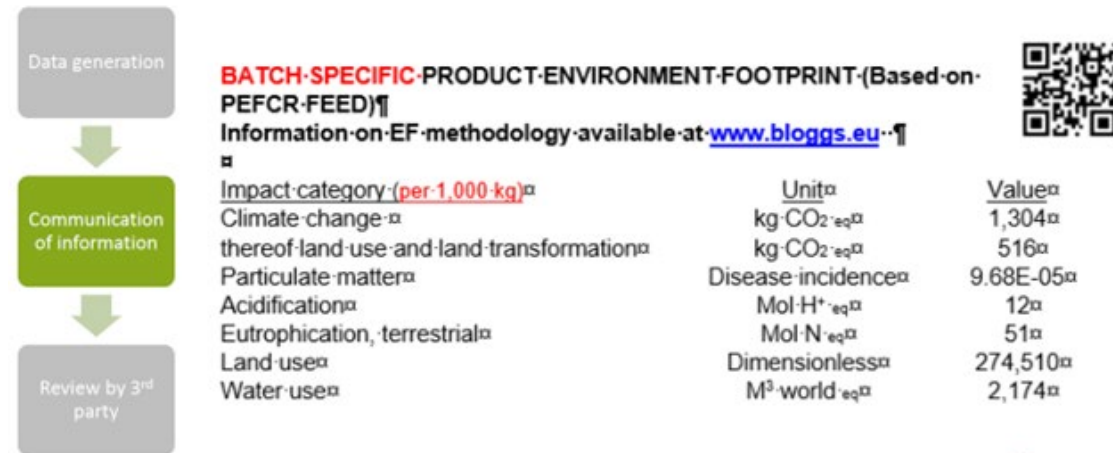 Data generation
Communication
of information
Review by 3rd
party
BATCH·SPECIFIC·PRODUCT·ENVIRONMENT·FOOTPRINT·(Based·on·
PEFCR·FEED)¶
Information·on·EF·methodology·available·at·www.bloggs.eu··¶
¤
Impact·category·(per·1,000·kg)¤ Unit¤ Value¤
Climate·change·¤ kg·CO2·eq¤ 1,304¤
thereof·land·use·and·land·transformation¤ kg·CO2·eq¤ 516¤
Particulate·matter¤ Disease·incidence¤ 9.68E-05¤
Acidification¤ Mol·H+·eq¤ 12¤
Eutrophication,·terrestrial¤ Mol·N·eq¤ 51¤
Land·use¤ Dimensionless¤ 274,510¤
Water·use¤ M³·world·eq¤ 2,174¤